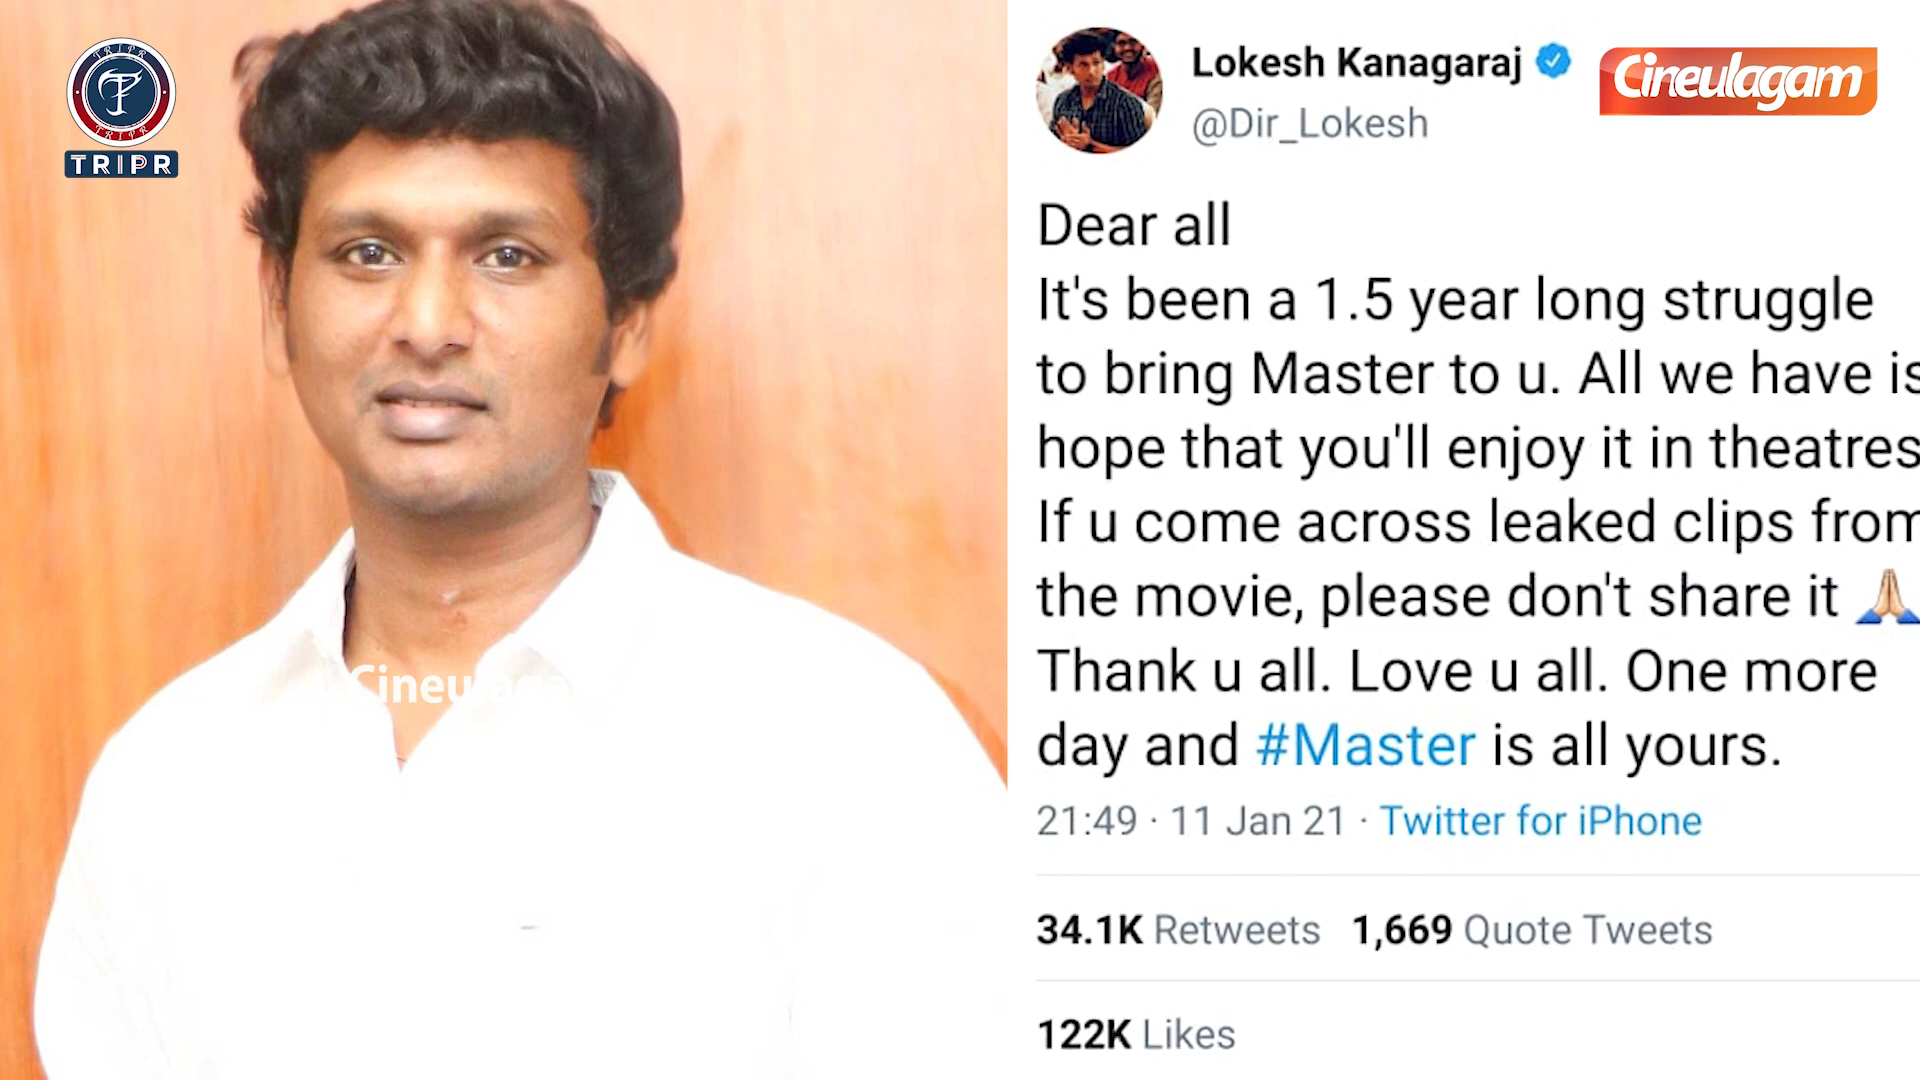 TRIPR
TRIPR
TRIPR
Cineulaga
Lokesh Kanagaraj
@Dir_Lokesh
Cineulagam
Dear all
It's been a 1.5 year long struggle
to bring Master to u. All we have is
hope that you'll enjoy it in theatres
If u come across leaked clips from
the movie, please don't share it 🙏🏻
Thank u all. Love u all. One more
day and #Master is all yours.
21:49 · 11 Jan 21 · Twitter for iPhone
34.1K Retweets 1,669 Quote Tweets
122K Likes